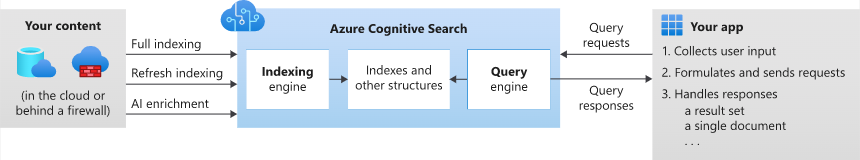 Your content
(in the cloud or
behind a firewall)
Full indexing
Refresh indexing
AI enrichment
Azure Cognitive Search
Indexing
engine
Indexes and
other structures
Query
engine
Query
requests
Query
responses
Your app
1. Collects user input
2. Formulates and sends requests
3. Handles responses
a result set
a single document
. . .